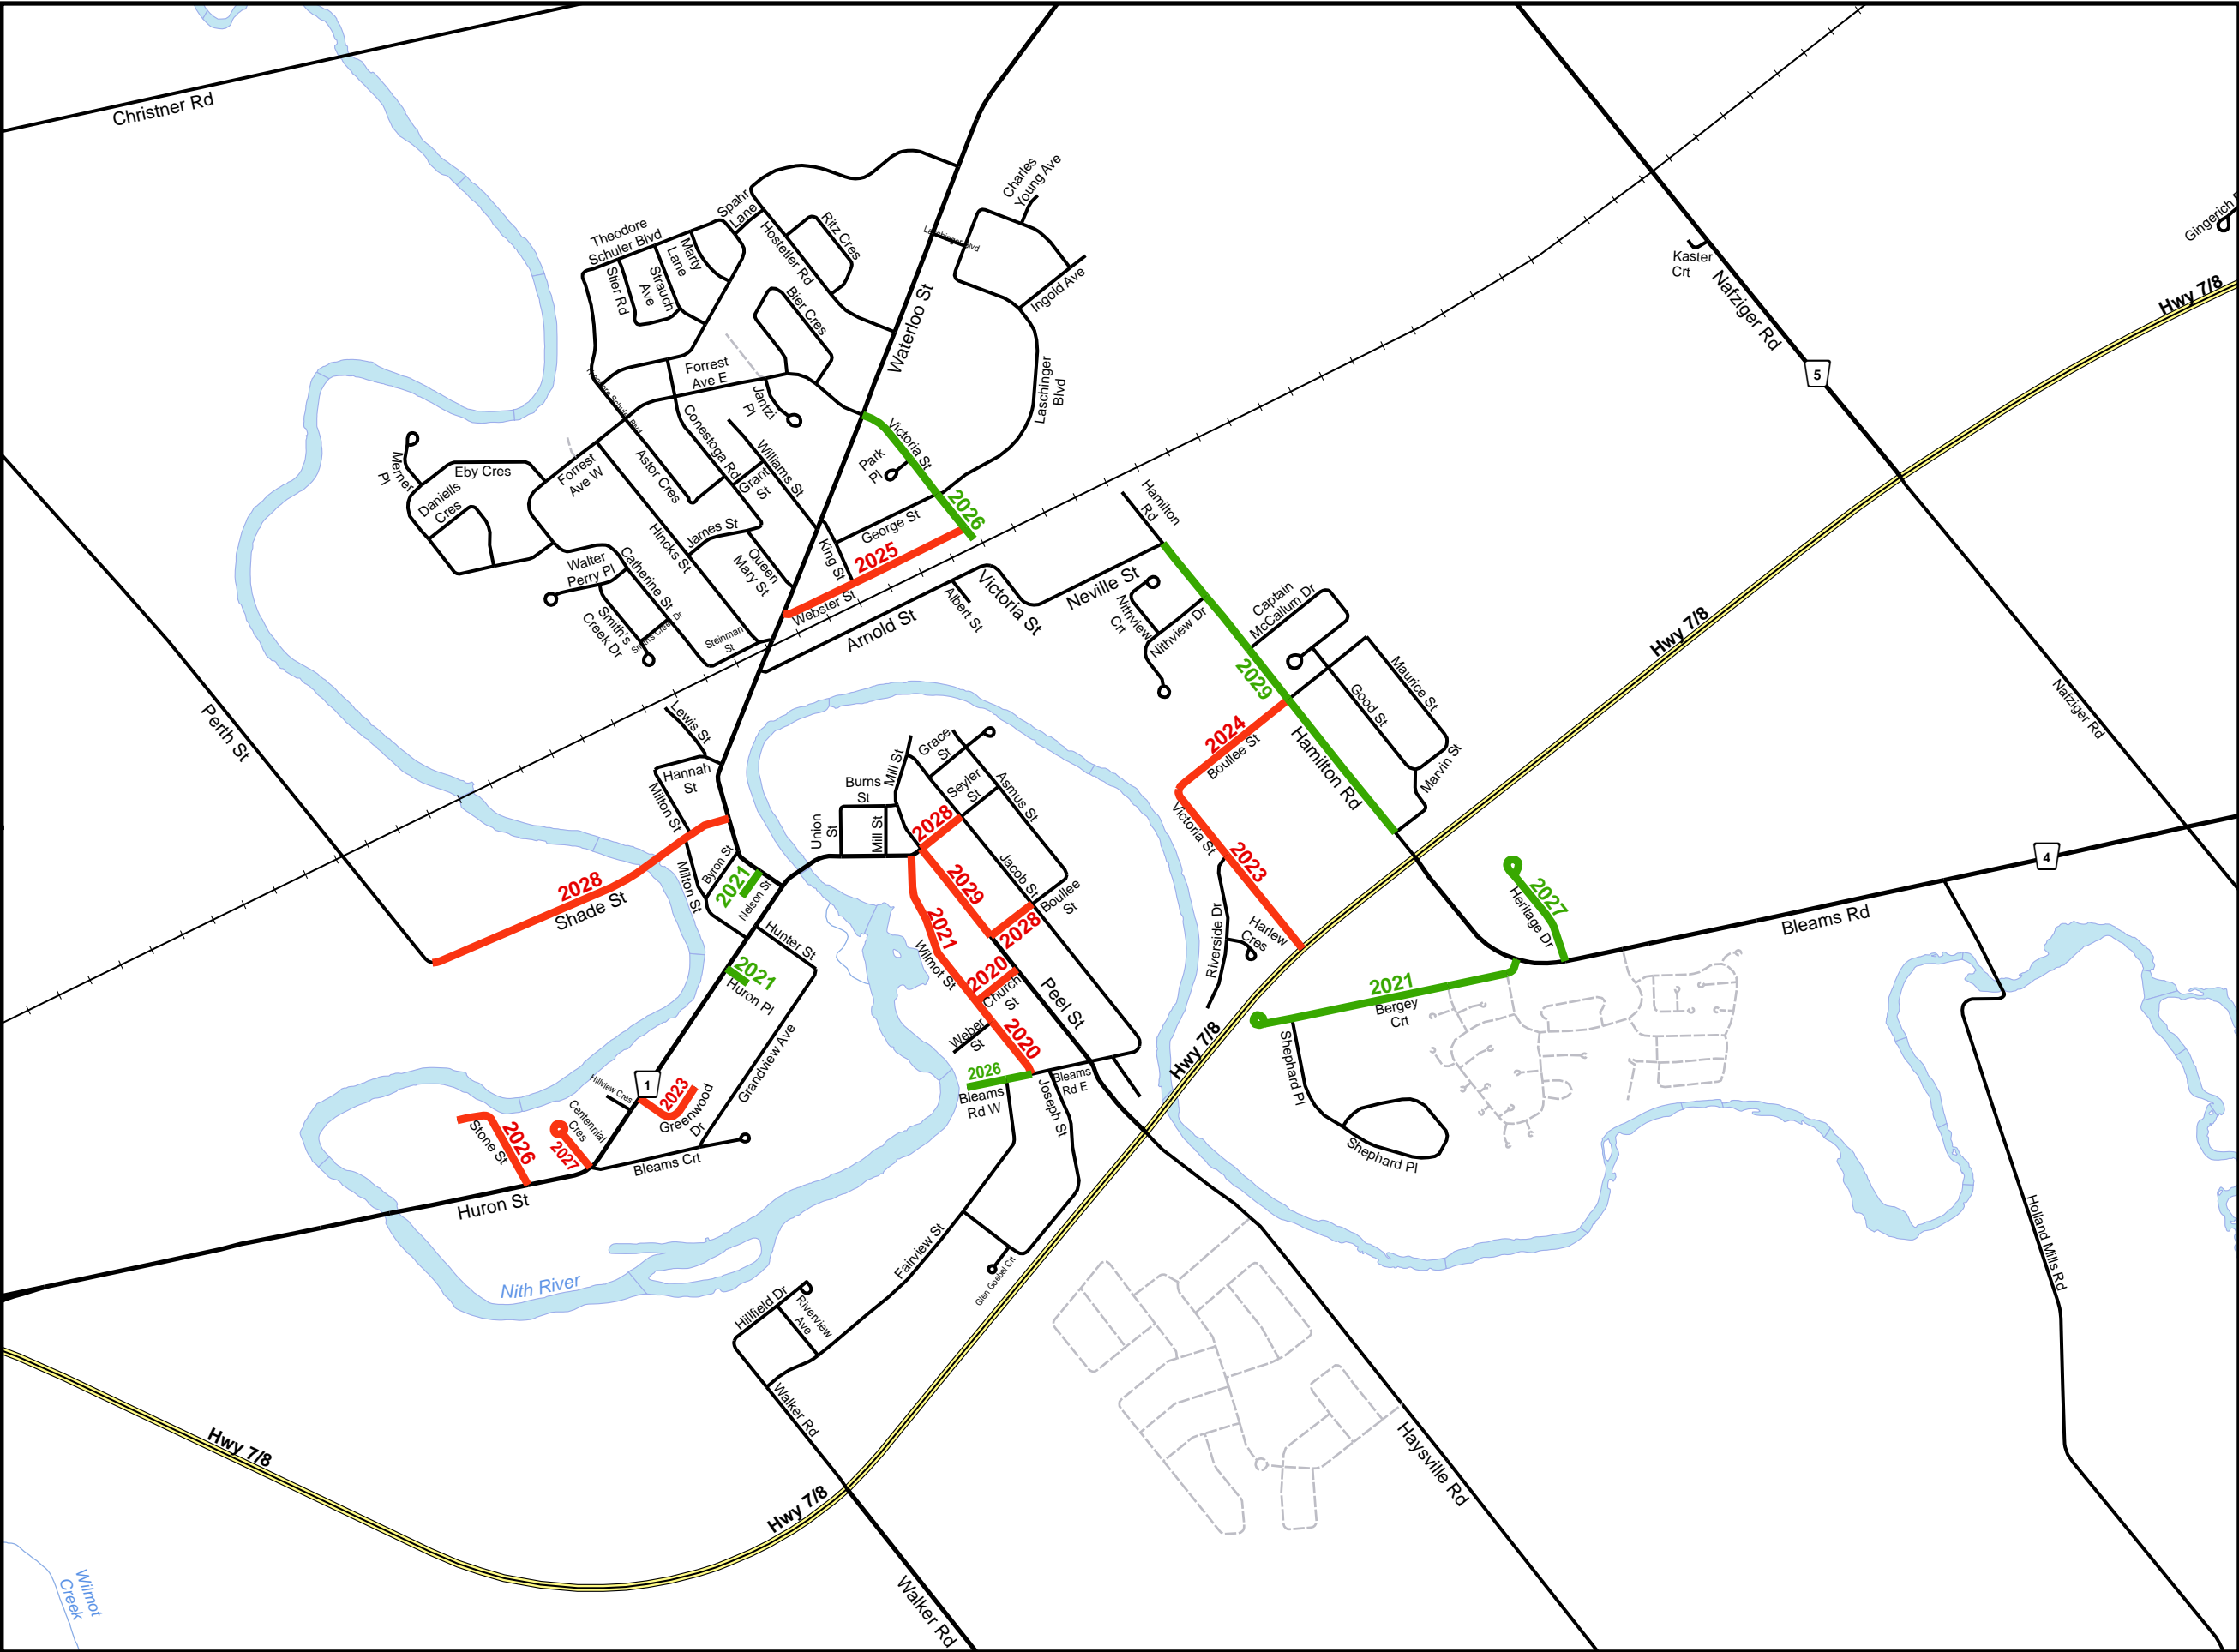 Christner Rd
Charles
Young Ave
Spahr
Lane
Ritz Cres
Theodore
Schuler Blvd
Marty
Lane
Hostetler Rd
Laschinger Blvd
Strauch
Ave
Stier Rd
Ingold Ave
Bier Cres
Waterloo St
Kaster
Crt
Nafziger Rd
Gingerich
Hwy 7/8
5
Forrest
Ave E
Theodore Schuler Blvd
Jantzi
Pl
Laschinger
Blvd
Conestoga Rd
Victoria St
Park
Pl
Merner
Pl
Eby Cres
Daniells
Cres
Forrest
Ave W
Astor Cres
Williams St
Grant
St
2026
Hamilton
Rd
James St
George St
Hincks St
Queen
Mary St
King St
2025
Webster St
Walter
Perry Pl
Catherine St
Smith's
Creek Dr
Smith's Creek Dr
Steinman
St
Arnold St
Albert St
Victoria St
Neville St
Nithview
Crt
Nithview Dr
Captain
McCallum Dr
2029
Maurice St
Good St
Marvin St
Hwy 7/8
Nafziger Rd
Perth St
Lewis St
Hannah
St
Milton St
2024
Boullee St
Hamilton Rd
Grace
St
Mill St
Burns
St
Seyler
St
Asmus St
Union
St
Mill St
2028
Victoria St
2023
4
Byron St
2021
Nelson St
Milton St
2028
Shade St
2029
Jacob St
Boullee
St
2028
2027
Heritage Dr
Bleams Rd
Hunter St
2021
Wilmot St
Riverside Dr
Harlew
Cres
2021
Huron Pl
2020
Church
St
Peel St
2021
Bergey
Crt
Weber
St
2020
Grandview Ave
Hwy 7/8
Shephard Pl
2026
Bleams
Rd W
Bleams
Rd E
Joseph St
1
Hillview Cres
2023
Greenwood
Dr
Centennial
Cres
2027
Stone St
2026
Bleams Crt
Shephard Pl
Huron St
Holland Mills Rd
Fairview St
Glen Goebel Crt
Nith River
Hillfield Dr
Riverview
Ave
Walker Rd
Hwy 7/8
Hwy 7/8
Haysville Rd
Wilmot
Creek
Walker Rd